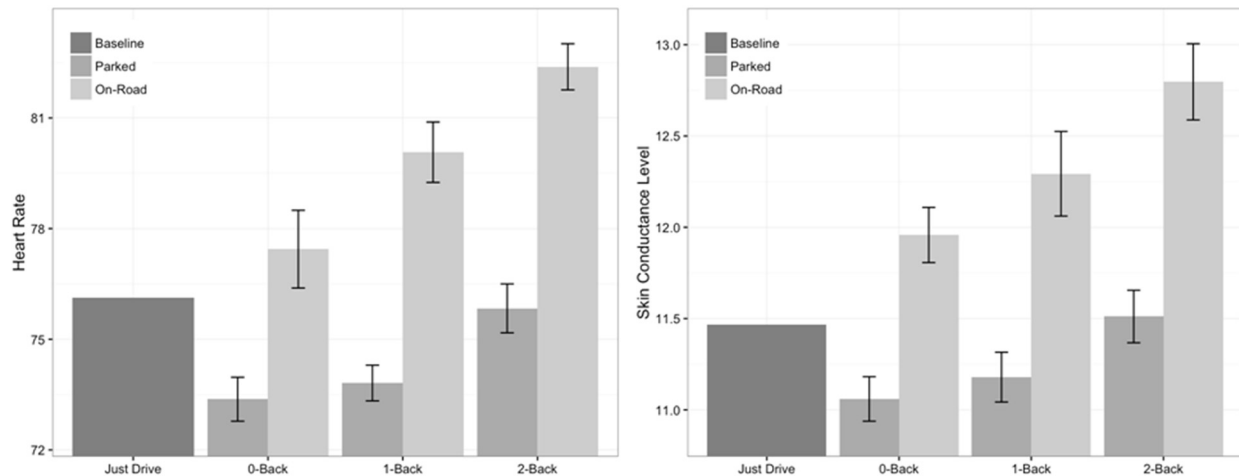 Baseline
Parked
On-Road
81
78
75
72
Heart Rate
Just Drive 0-Back 1-Back 2-Back
Baseline
Parked
On-Road
13.0
12.5
12.0
11.5
11.0
Skin Conductance Level
Just Drive 0-Back 1-Back 2-Back